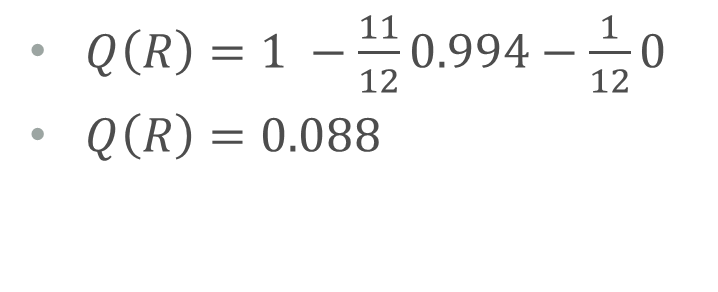 • Q(R) = 1 − 11/12 0.994 − 1/12 0
• Q(R) = 0.088